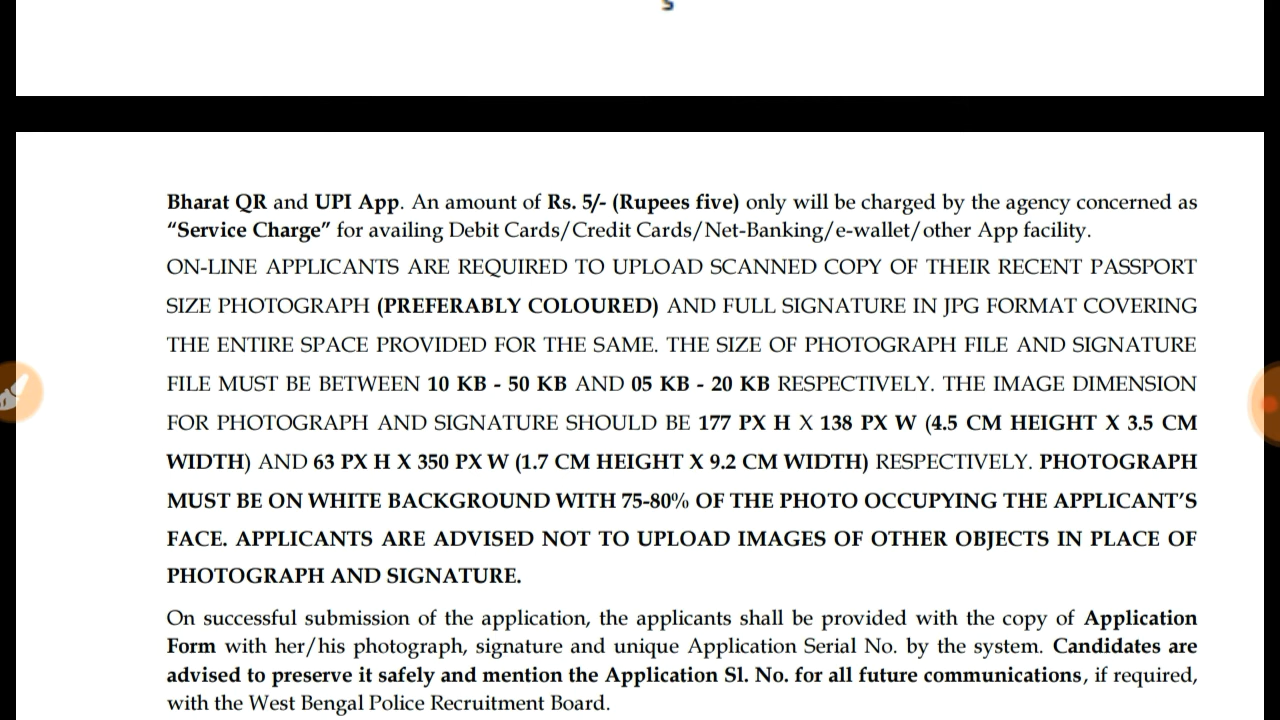 5
Bharat QR and UPI App. An amount of Rs. 5/- (Rupees five) only will be charged by the agency concerned as
“Service Charge” for availing Debit Cards/Credit Cards/Net-Banking/e-wallet/other App facility.
ON-LINE APPLICANTS ARE REQUIRED TO UPLOAD SCANNED COPY OF THEIR RECENT PASSPORT
SIZE PHOTOGRAPH (PREFERABLY COLOURED) AND FULL SIGNATURE IN JPG FORMAT COVERING
THE ENTIRE SPACE PROVIDED FOR THE SAME. THE SIZE OF PHOTOGRAPH FILE AND SIGNATURE
FILE MUST BE BETWEEN 10 KB - 50 KB AND 05 KB - 20 KB RESPECTIVELY. THE IMAGE DIMENSION
FOR PHOTOGRAPH AND SIGNATURE SHOULD BE 177 PX H X 138 PX W (4.5 CM HEIGHT X 3.5 CM
WIDTH) AND 63 PX H X 350 PX W (1.7 CM HEIGHT X 9.2 CM WIDTH) RESPECTIVELY. PHOTOGRAPH
MUST BE ON WHITE BACKGROUND WITH 75-80% OF THE PHOTO OCCUPYING THE APPLICANT’S
FACE. APPLICANTS ARE ADVISED NOT TO UPLOAD IMAGES OF OTHER OBJECTS IN PLACE OF
PHOTOGRAPH AND SIGNATURE.
On successful submission of the application, the applicants shall be provided with the copy of Application
Form with her/his photograph, signature and unique Application Serial No. by the system. Candidates are
advised to preserve it safely and mention the Application Sl. No. for all future communications, if required,
with the West Bengal Police Recruitment Board.